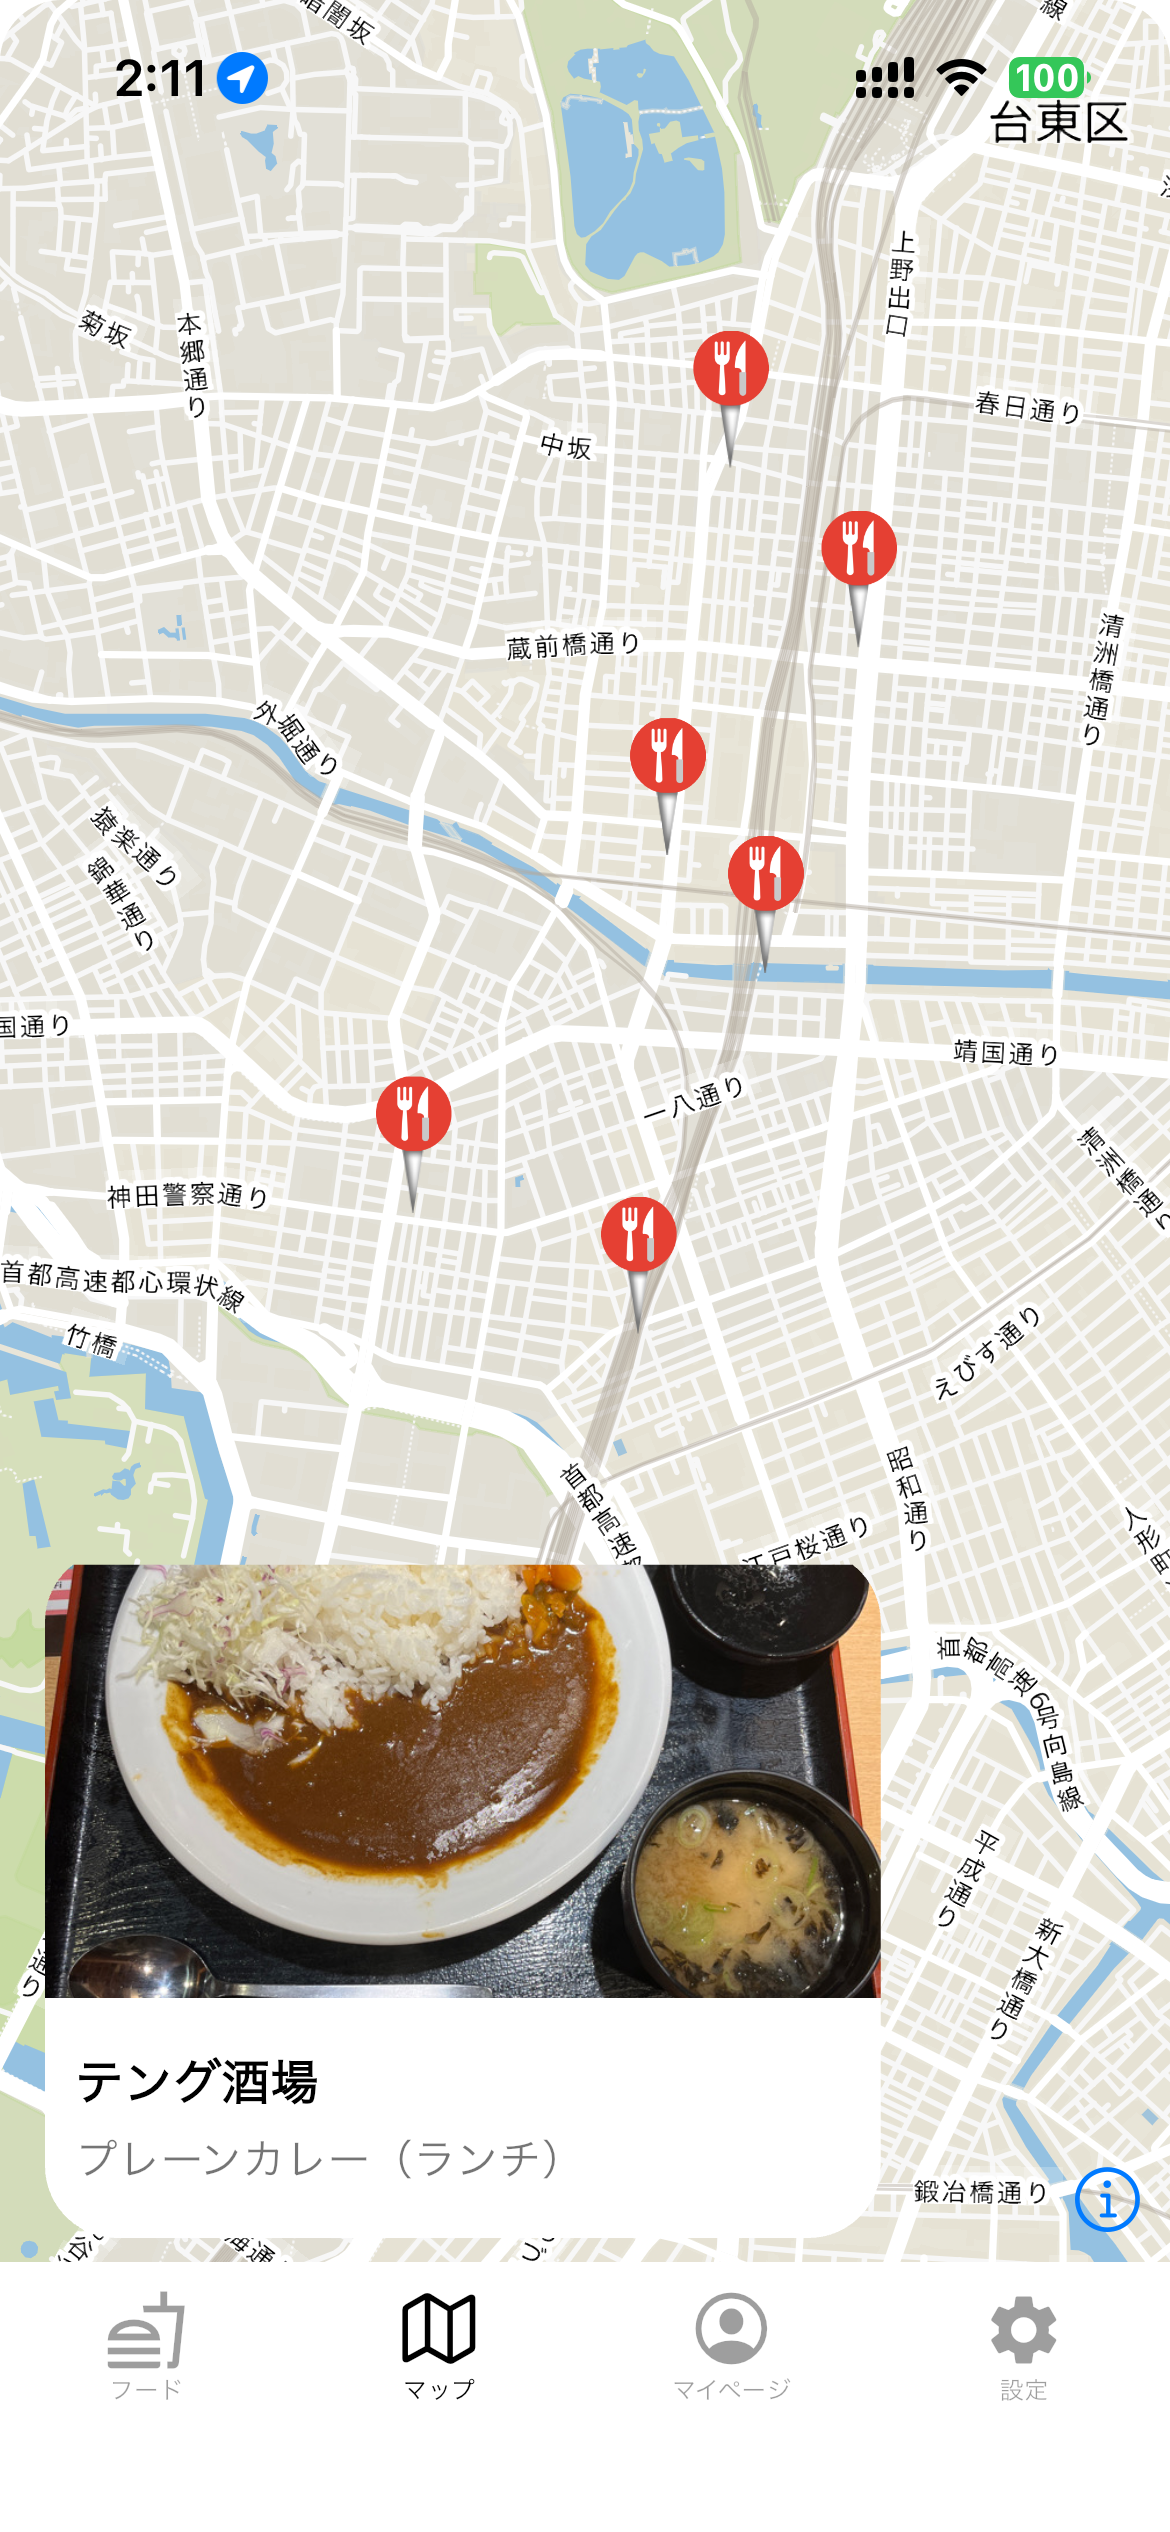 暗闇坂
線
2:11
100
台東区
上野出口
菊坂
本郷通り
春日通り
中坂
蔵前橋通り
清洲橋通り
外堀通り
猿楽通り
錦華通り
国通り
靖国通り
一八通り
清洲橋通り
神田警察通り
首都高速都心環状線
竹橋
えびす通り
昭和通り
首都高速都
江戸桜通り
人形町
首都高速6号向島線
平成通り
新大橋通り
通り
テング酒場
プレーンカレー（ランチ）
鍛冶橋通り
海通
フード
マップ
マイページ
設定